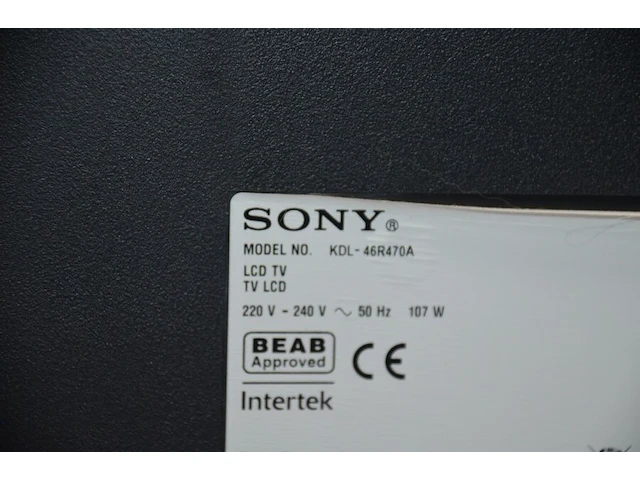 SONY®
MODEL NO. KDL-46R470A
LCD TV
TV LCD
220 V - 240 V ∼ 50 Hz 107 W
BEAB
Approved
CE
Intertek